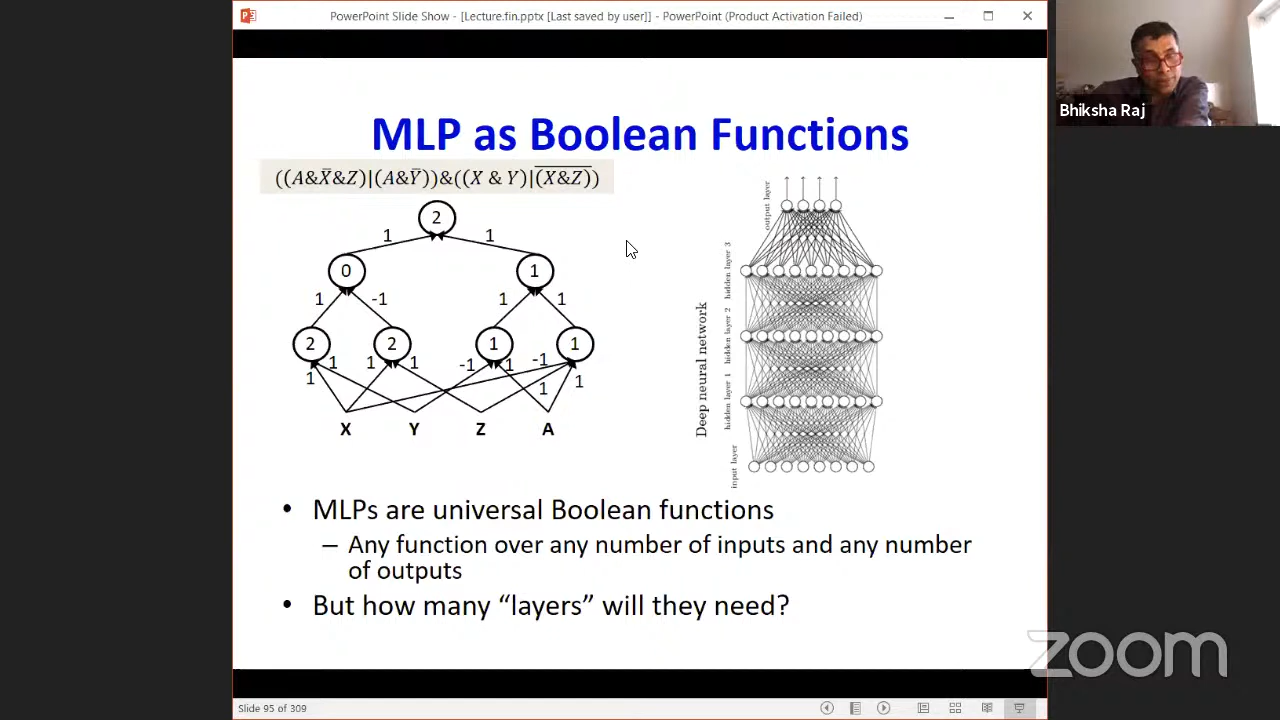 PowerPoint Slide Show - [Lecture.fin.pptx [Last saved by user]] - PowerPoint (Product Activation Failed)
Bhiksha Raj
MLP as Boolean Functions
((A&X̅&Z)|(A&Y̅))&((X & Y)|(X&Z)̅)
2
1 1
0 1
1 -1 1 1
2 2 1 1
1 1 1 1 -1 1 -1 1 1
X Y Z A
Deep neural network
input layer
hidden layer 1
hidden layer 2
hidden layer 3
output layer
• MLPs are universal Boolean functions
– Any function over any number of inputs and any number
of outputs
• But how many “layers” will they need?
zoom
Slide 95 of 309